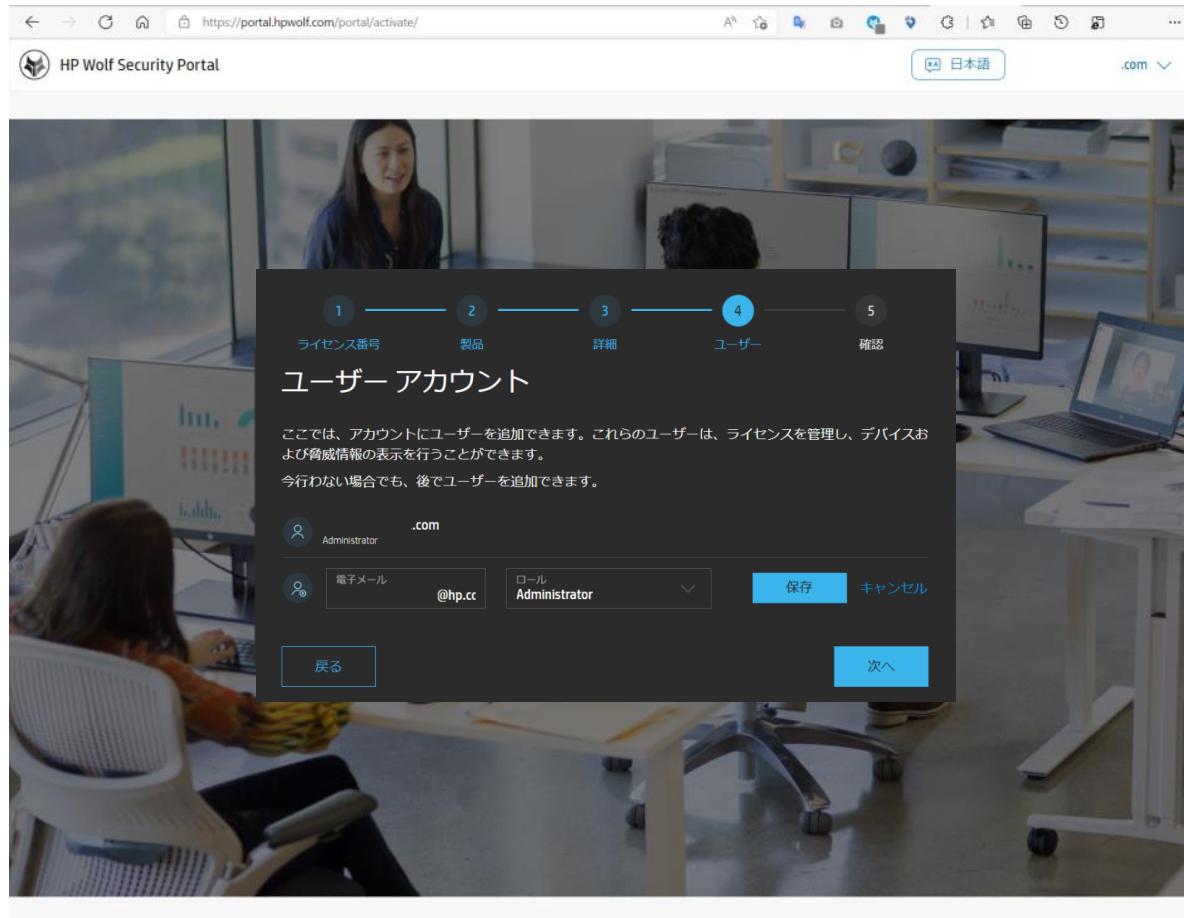 https://portal.hpwolf.com/portal/activate/
HP Wolf Security Portal
日本語
.com
1
2
3
4
5
ライセンス番号
製品
詳細
ユーザー
確認
ユーザー アカウント
ここでは、アカウントにユーザーを追加できます。これらのユーザーは、ライセンスを管理し、デバイスお
よび脅威情報の表示を行うことができます。
今行わない場合でも、後でユーザーを追加できます。
.com
Administrator
電子メール
@hp.cc
ロール
Administrator
保存
キャンセル
戻る
次へ